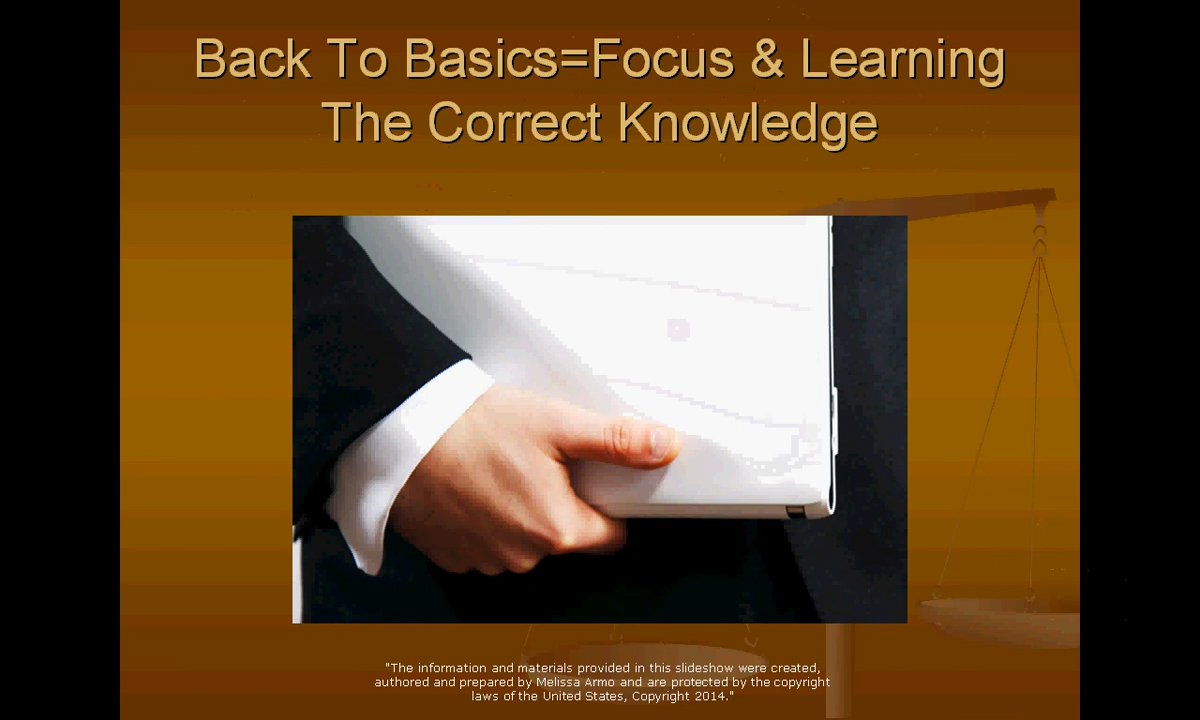 Back To Basics=Focus & Learning
The Correct Knowledge
"The information and materials provided in this slideshow were created,
authored and prepared by Melissa Armo and are protected by the copyright
laws of the United States, Copyright 2014."